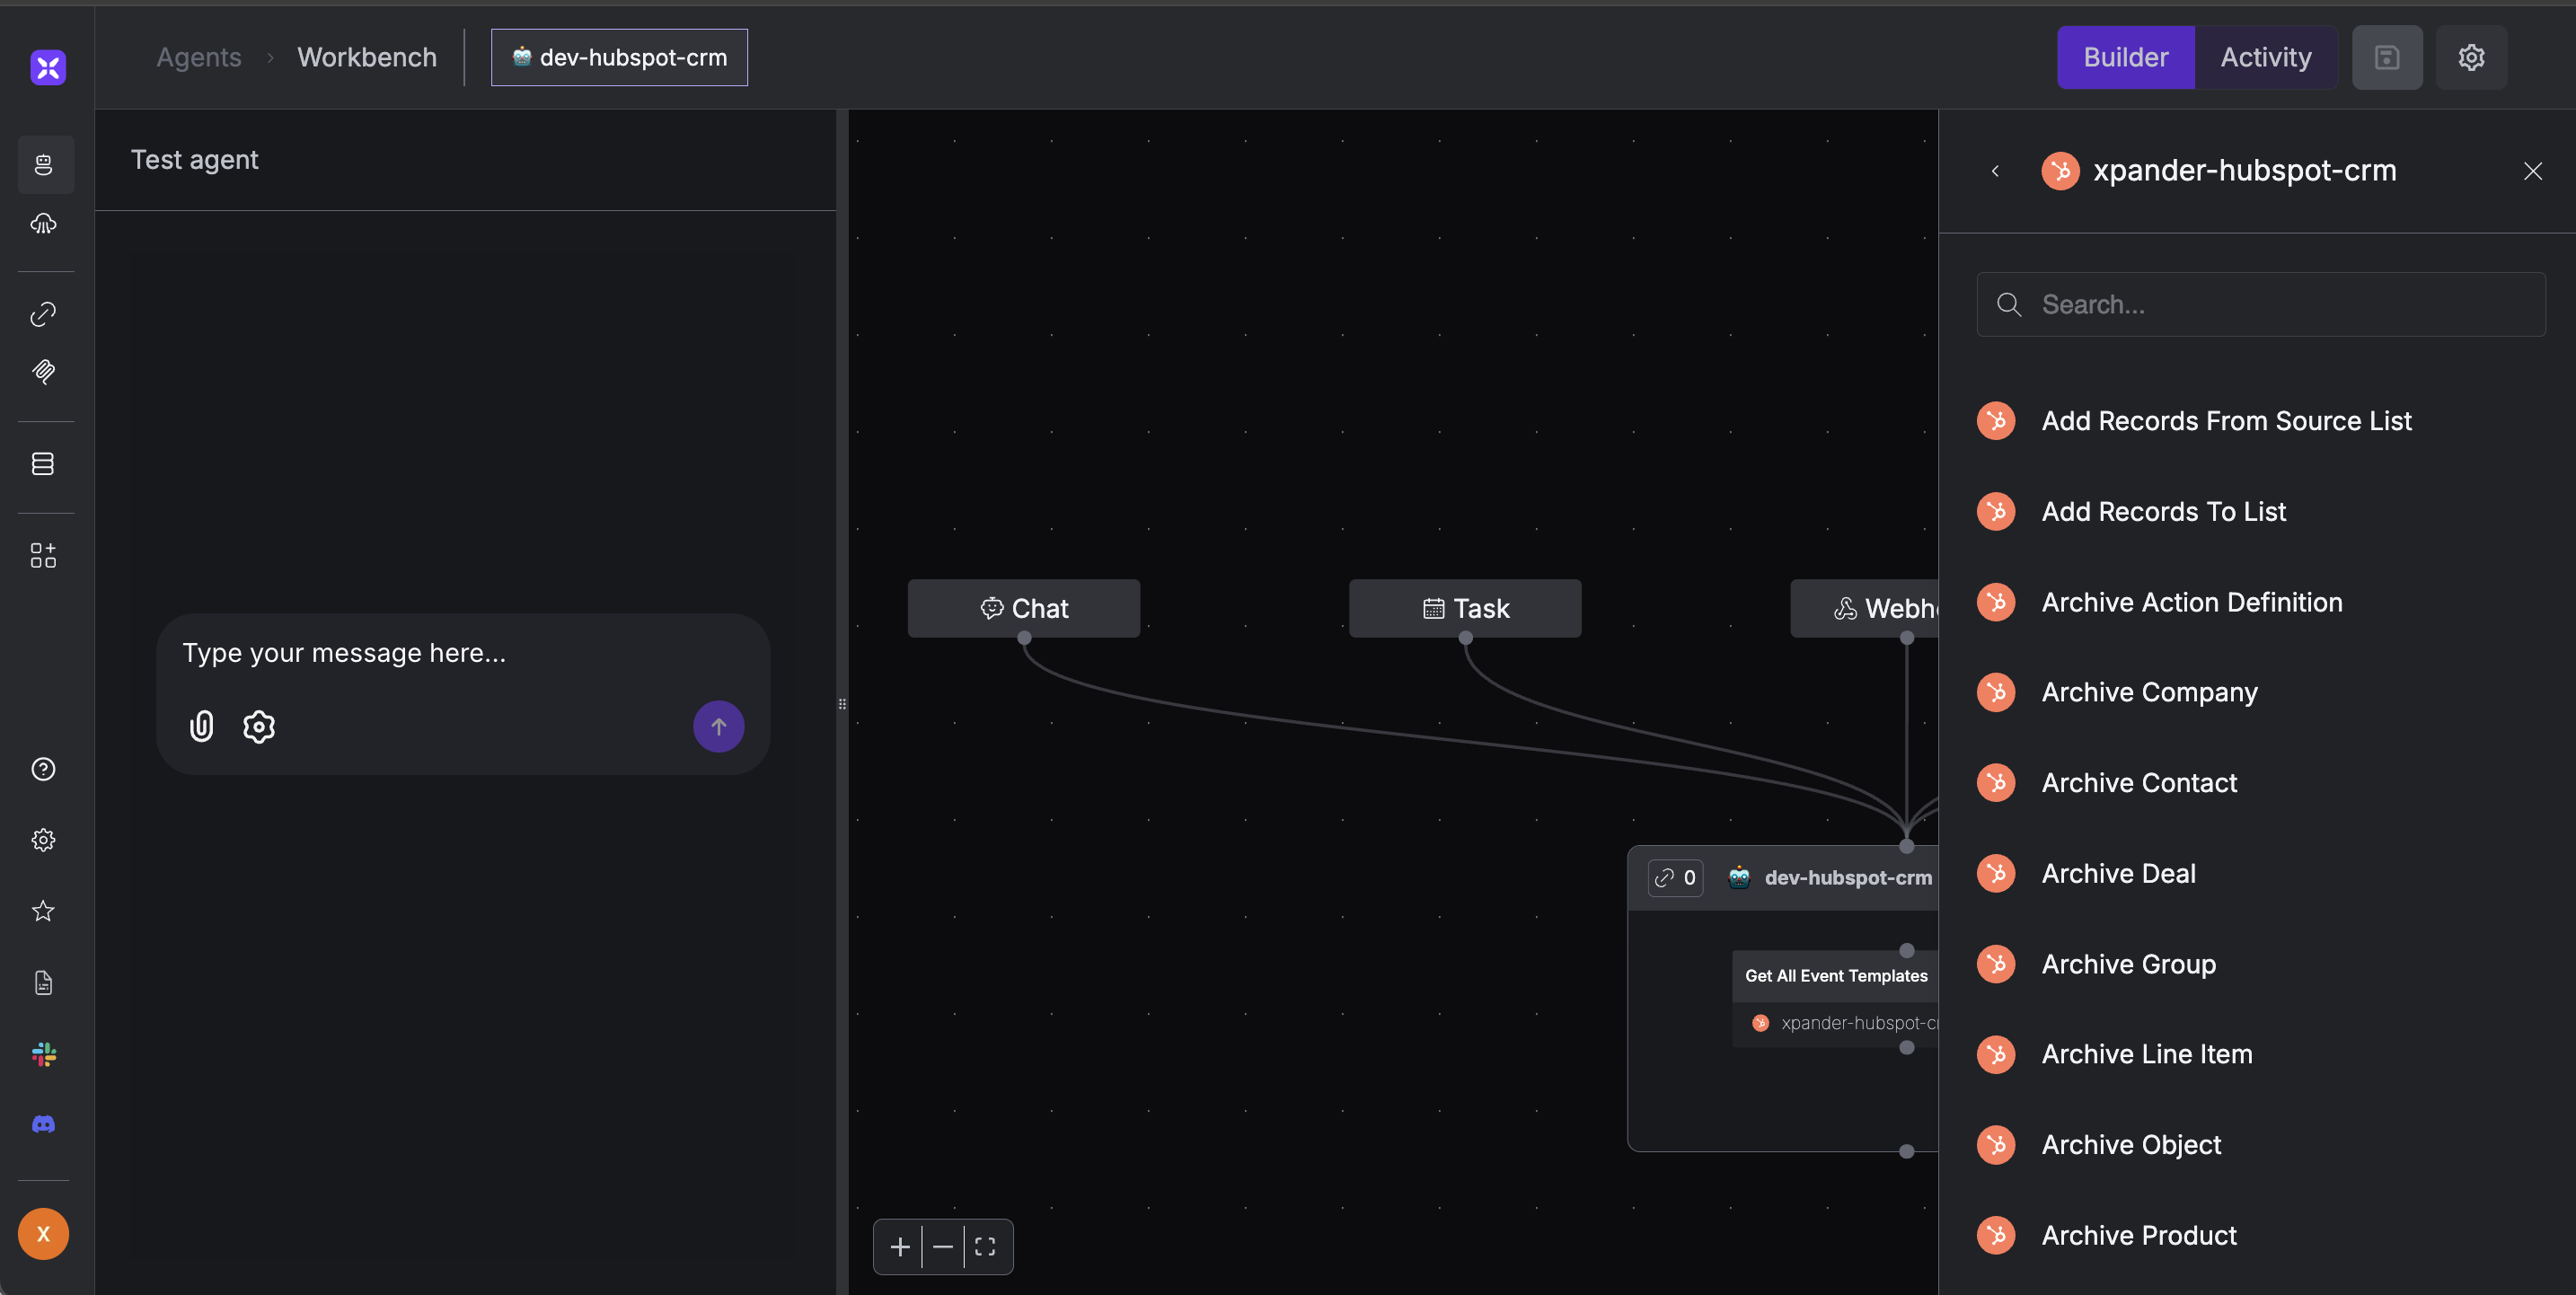 Agents > Workbench
dev-hubspot-crm
Builder
Activity
Test agent
Type your message here...
X
Chat
Task
Webh
0
dev-hubspot-crm
Get All Event Templates
xpander-hubspot-cr
xpander-hubspot-crm
Search...
Add Records From Source List
Add Records To List
Archive Action Definition
Archive Company
Archive Contact
Archive Deal
Archive Group
Archive Line Item
Archive Object
Archive Product